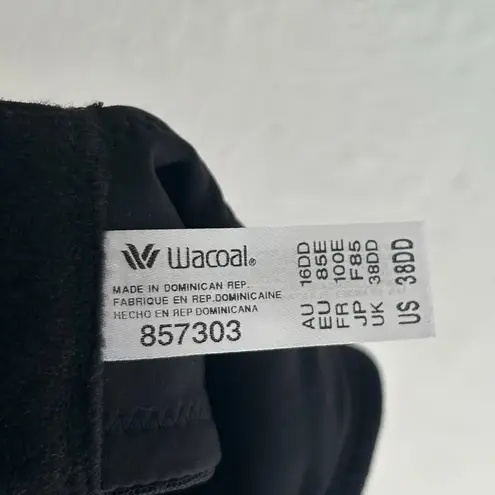 Wacoal®
MADE IN DOMINICAN REP.
FABRIQUE EN REP.DOMINICAINE
HECHO EN REP DOMINICANA
857303
AU 16DD
EU 85E
FR 100E
JP F85
UK 38DD
US 38DD